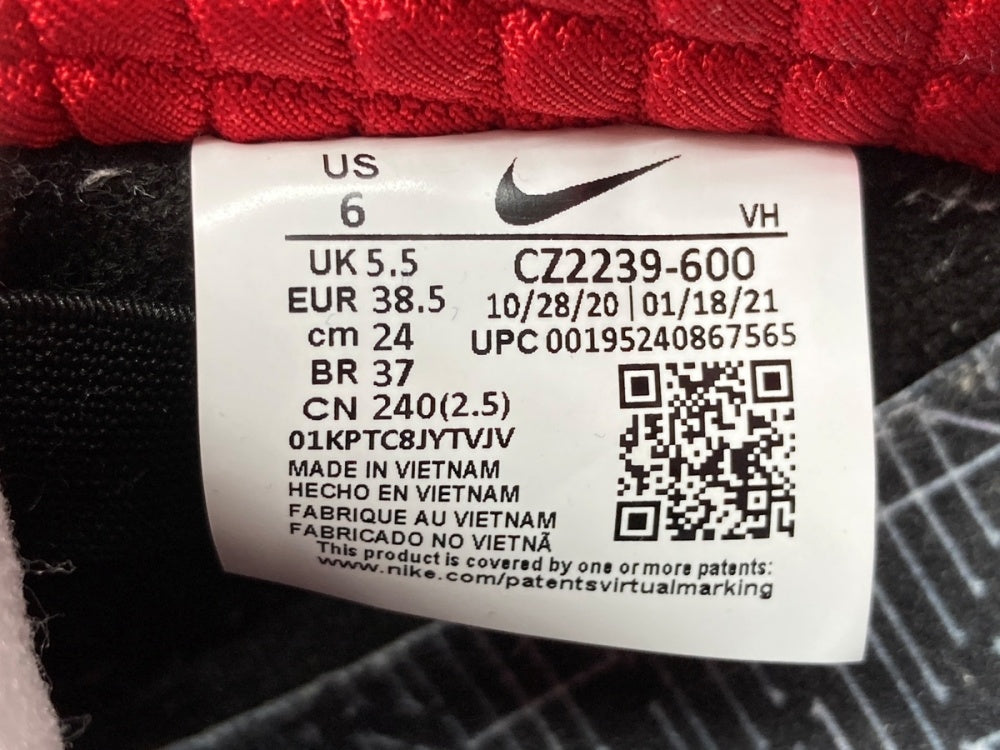 US
6
VH
UK 5.5
EUR 38.5
cm 24
BR 37
CN 240(2.5)
CZ2239-600
10/28/20 | 01/18/21
UPC 00195240867565
01KPTC8JYTVJV
MADE IN VIETNAM
HECHO EN VIETNAM
FABRIQUE AU VIETNAM
FABRICADO NO VIETNÃ
This product is covered by one or more patents:
www.nike.com/patentsvirtualmarking